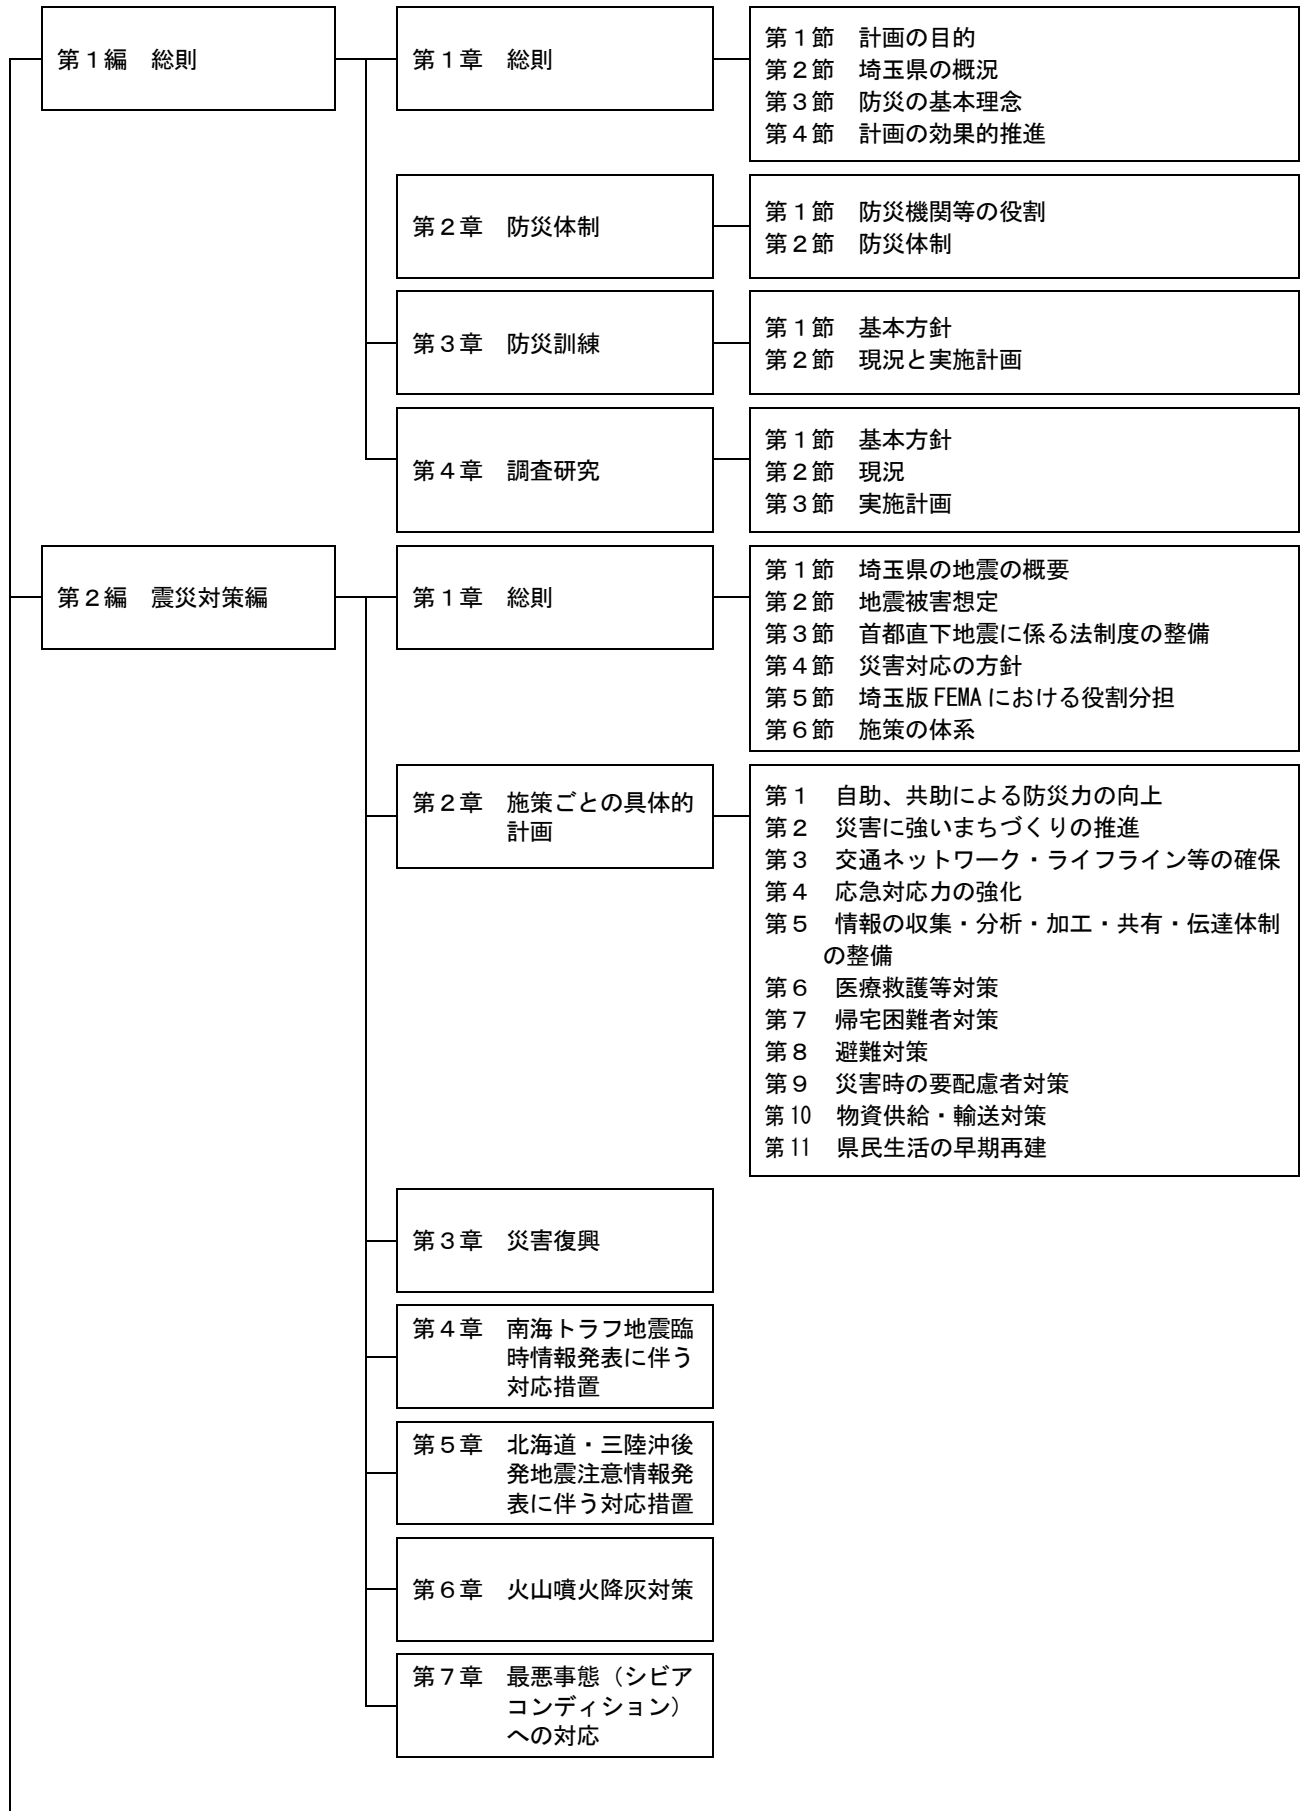 第１編　総則
第１章　総則
第１節　計画の目的
第２節　埼玉県の概況
第３節　防災の基本理念
第４節　計画の効果的推進
第２章　防災体制
第１節　防災機関等の役割
第２節　防災体制
第３章　防災訓練
第１節　基本方針
第２節　現況と実施計画
第４章　調査研究
第１節　基本方針
第２節　現況
第３節　実施計画
第２編　震災対策編
第１章　総則
第１節　埼玉県の地震の概要
第２節　地震被害想定
第３節　首都直下地震に係る法制度の整備
第４節　災害対応の方針
第５節　埼玉版 FEMA における役割分担
第６節　施策の体系
第２章　施策ごとの具体的
計画
第１　自助、共助による防災力の向上
第２　災害に強いまちづくりの推進
第３　交通ネットワーク・ライフライン等の確保
第４　応急対応力の強化
第５　情報の収集・分析・加工・共有・伝達体制
の整備
第６　医療救護等対策
第７　帰宅困難者対策
第８　避難対策
第９　災害時の要配慮者対策
第 10　物資供給・輸送対策
第 11　県民生活の早期再建
第３章　災害復興
第４章　南海トラフ地震臨
時情報発表に伴う
対応措置
第５章　北海道・三陸沖後
発地震注意情報発
表に伴う対応措置
第６章　火山噴火降灰対策
第７章　最悪事態（シビア
コンディション）
への対応